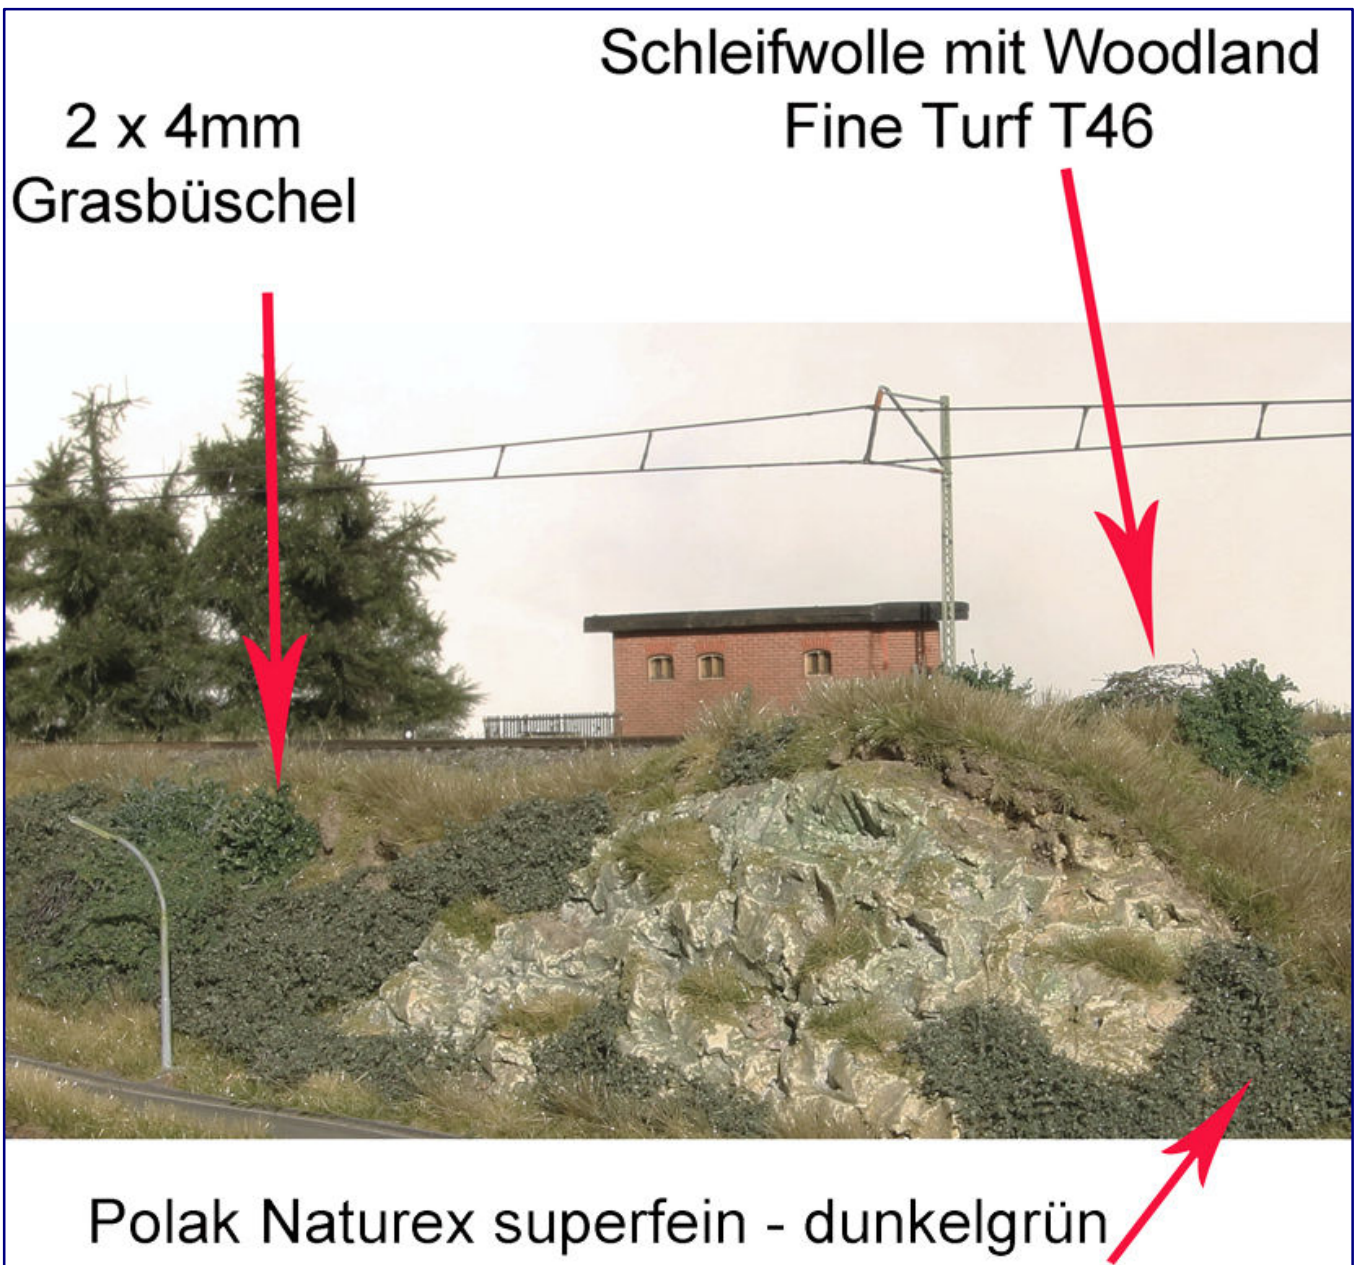 Schleifwolle mit Woodland
Fine Turf T46
2 x 4mm
Grasbüschel
Polak Naturex superfein - dunkelgrün